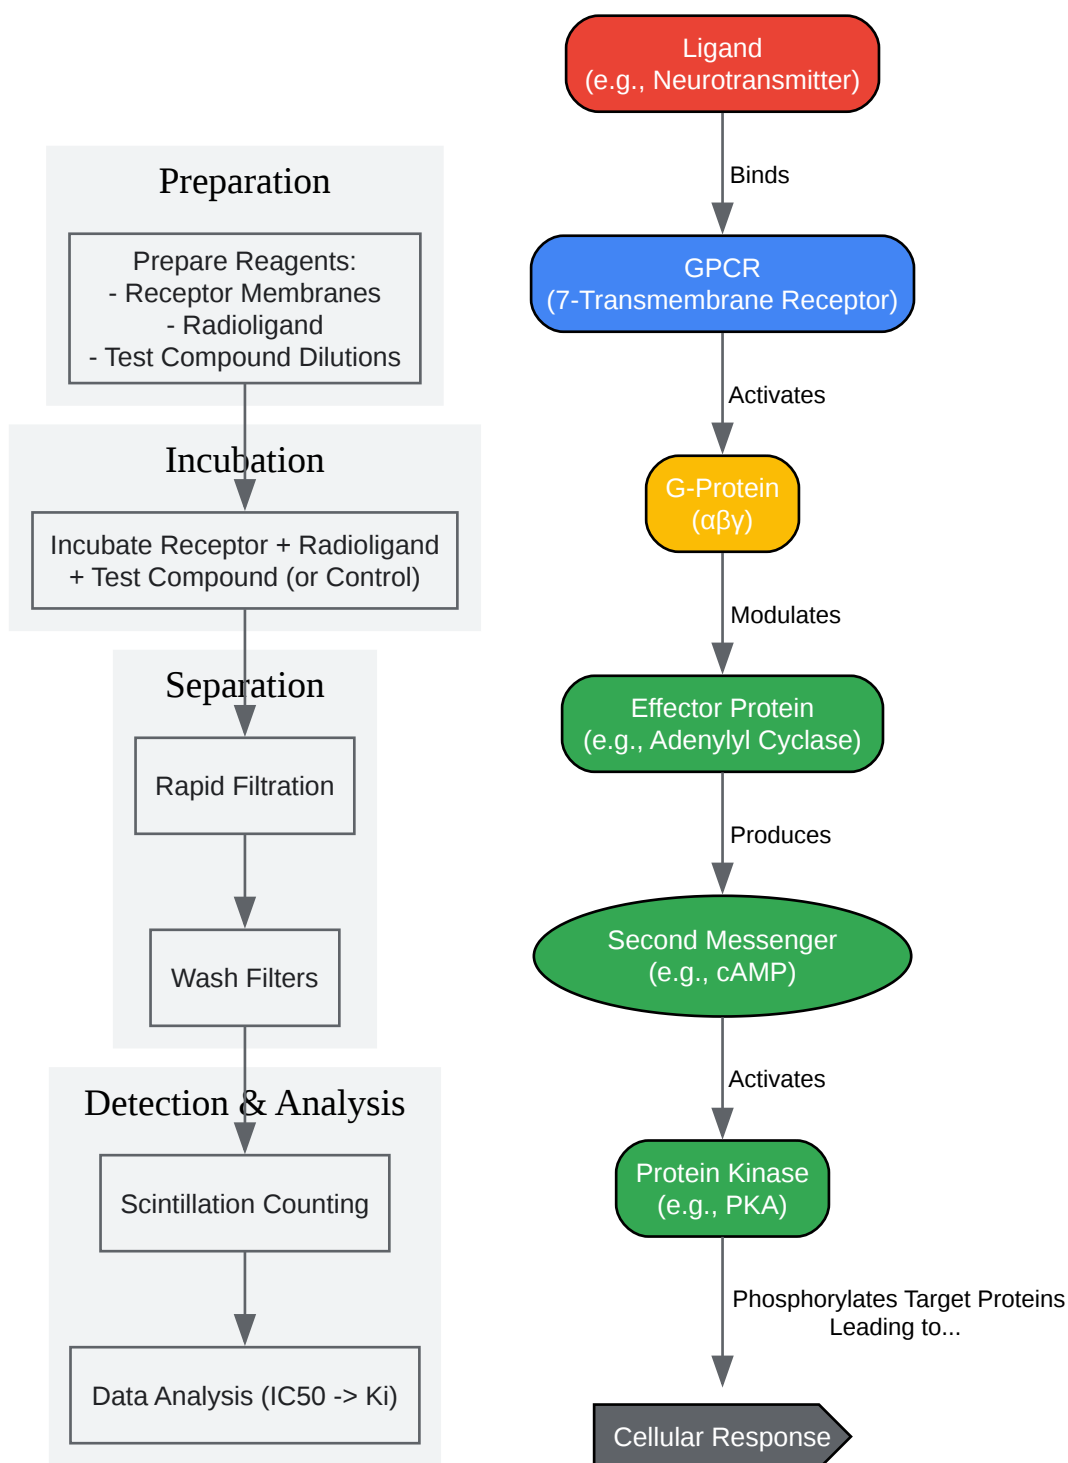 Preparation
Prepare Reagents:
- Receptor Membranes
- Radioligand
- Test Compound Dilutions
Incubation
Incubate Receptor + Radioligand
+ Test Compound (or Control)
Separation
Rapid Filtration
Wash Filters
Detection & Analysis
Scintillation Counting
Data Analysis (IC50 -> Ki)
Ligand
(e.g., Neurotransmitter)
Binds
GPCR
(7-Transmembrane Receptor)
Activates
G-Protein
(αβγ)
Modulates
Effector Protein
(e.g., Adenylyl Cyclase)
Produces
Second Messenger
(e.g., cAMP)
Activates
Protein Kinase
(e.g., PKA)
Phosphorylates Target Proteins
Leading to...
Cellular Response